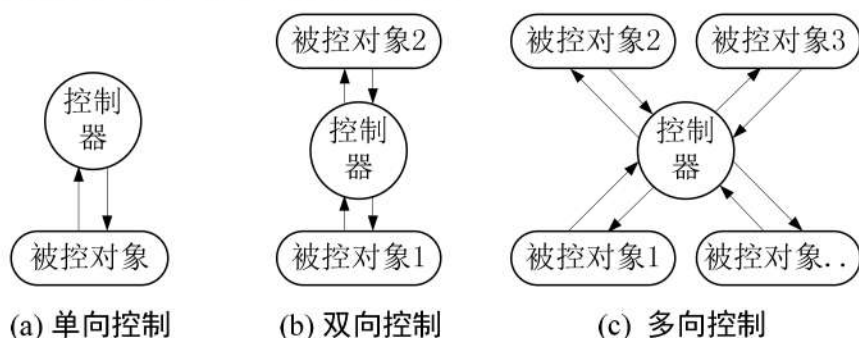 控制
器
被控对象
(a) 单向控制
被控对象2
控制
器
被控对象1
(b) 双向控制
被控对象2
被控对象3
控制
器
被控对象1
被控对象..
(c) 多向控制